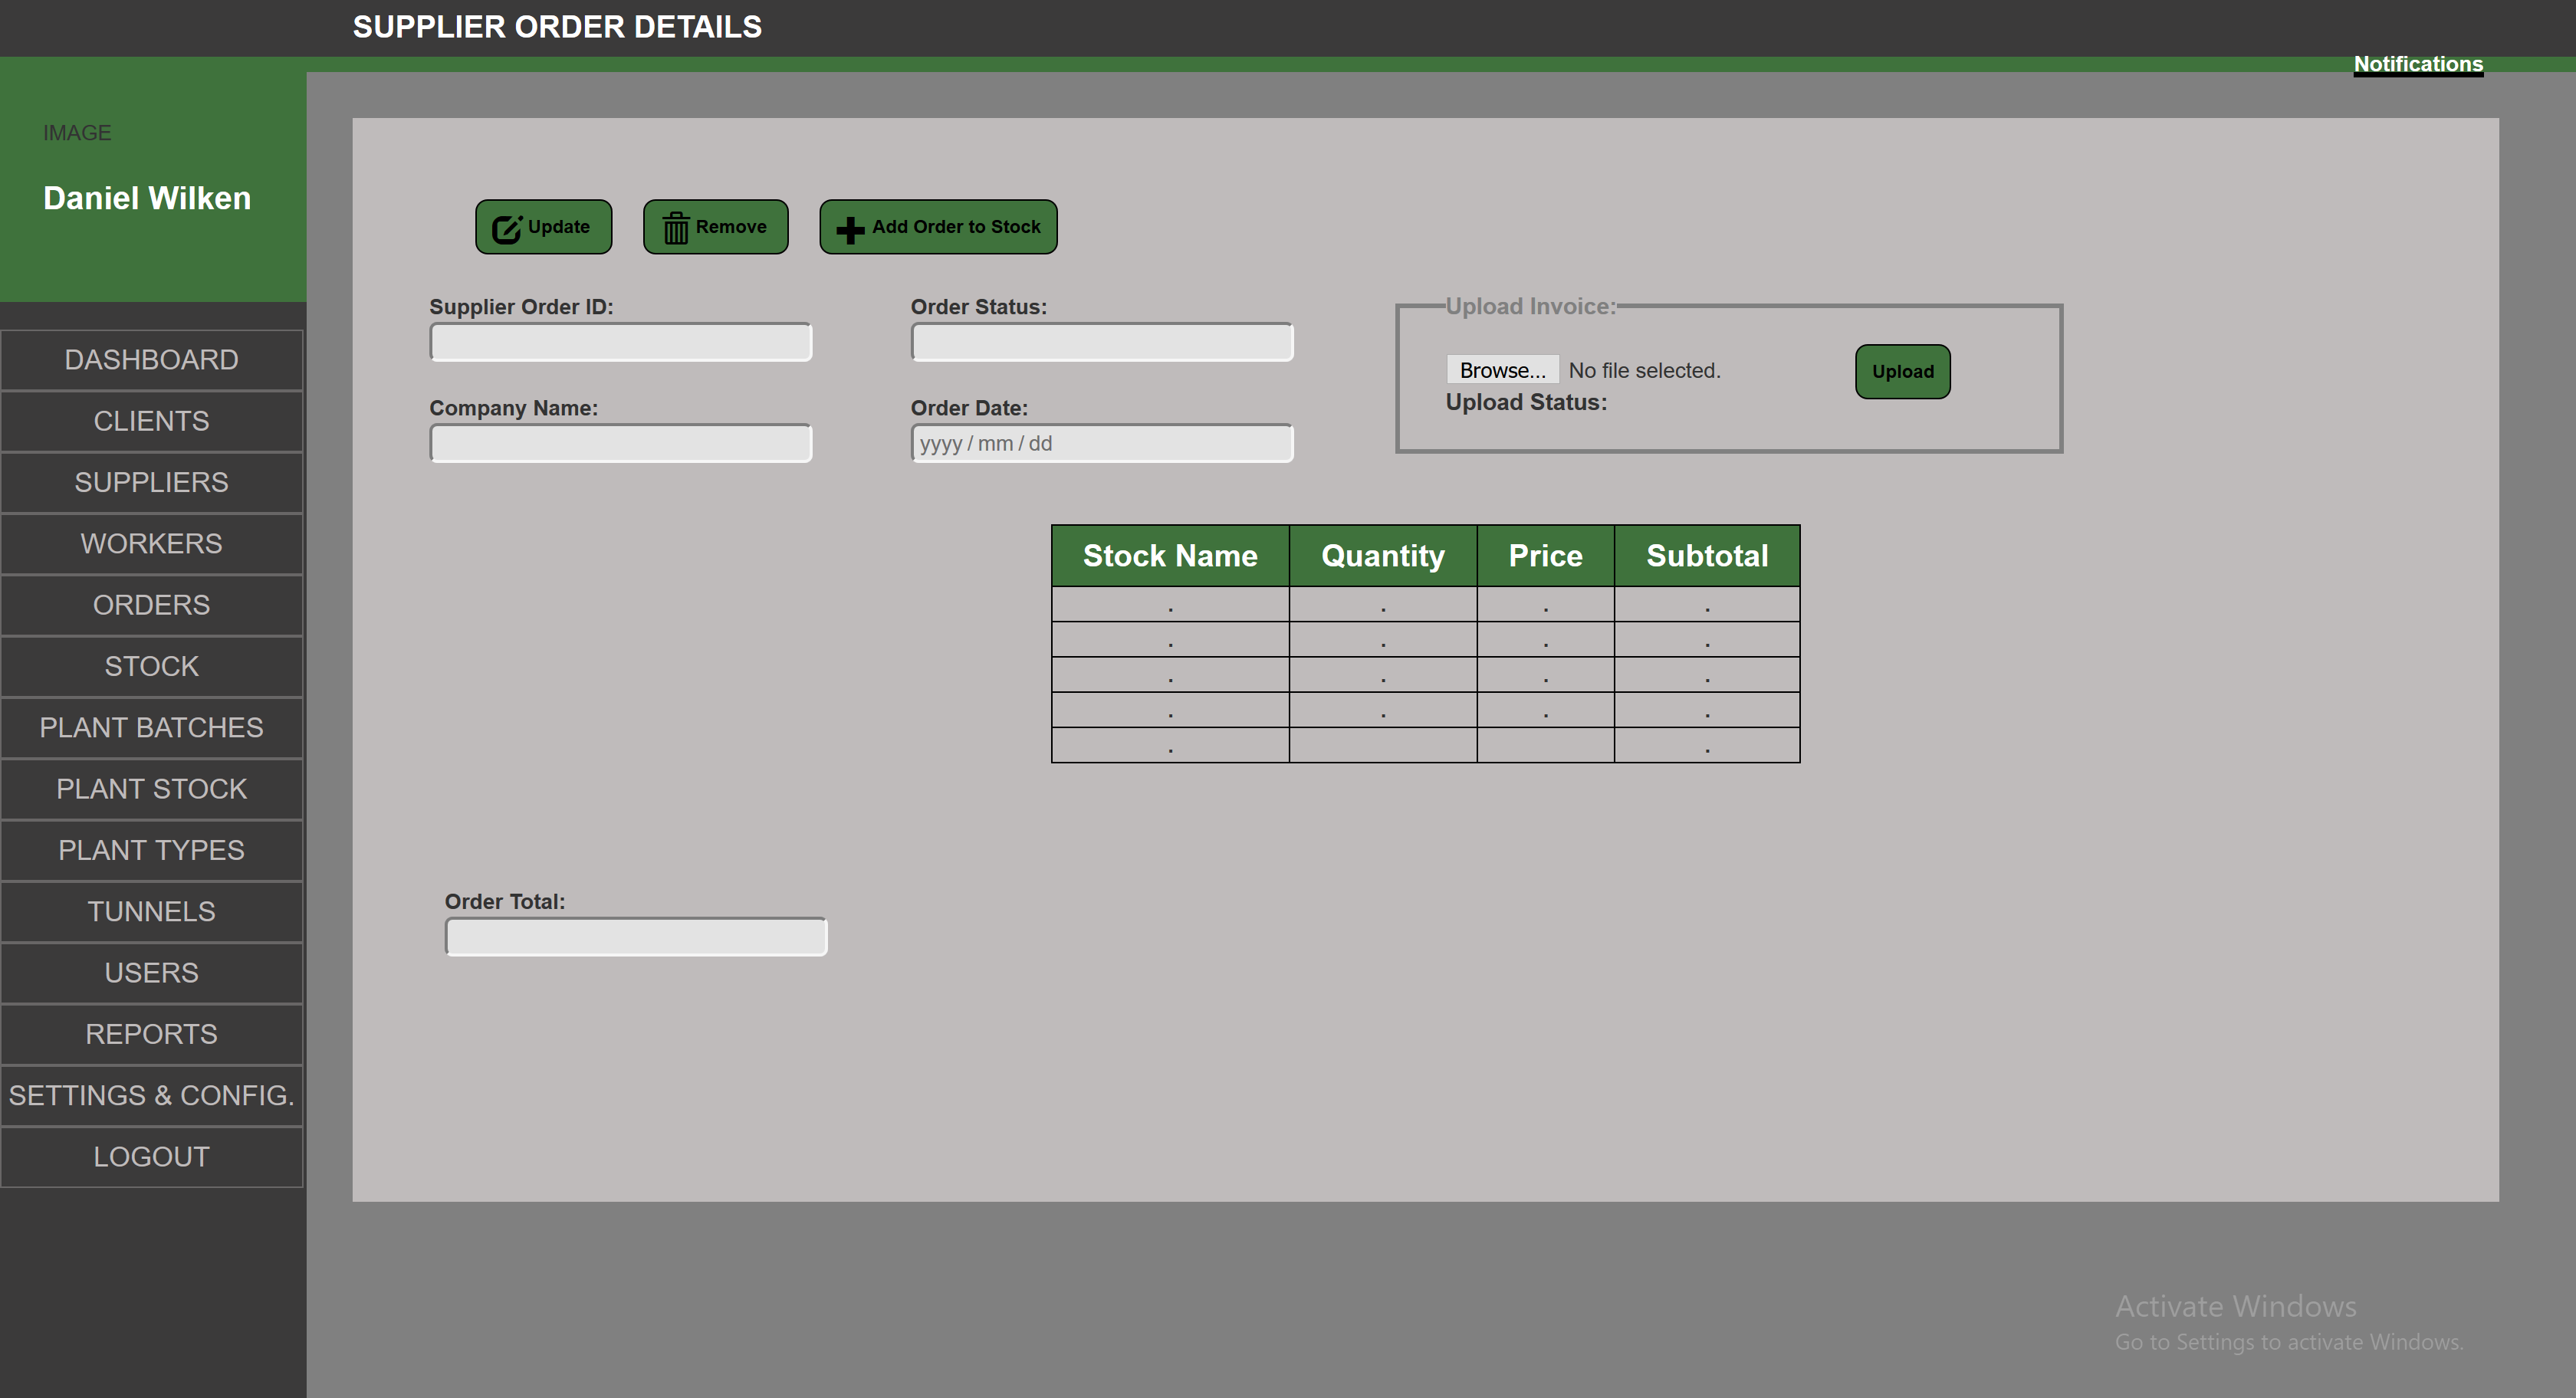 SUPPLIER ORDER DETAILS
Notifications
IMAGE
Daniel Wilken
DASHBOARD
CLIENTS
SUPPLIERS
WORKERS
ORDERS
STOCK
PLANT BATCHES
PLANT STOCK
PLANT TYPES
TUNNELS
USERS
REPORTS
SETTINGS & CONFIG.
LOGOUT
Update Remove Add Order to Stock
Supplier Order ID: Order Status:
Company Name: Order Date:
yyyy / mm / dd
Upload Invoice:
Browse... No file selected. Upload
Upload Status:
Stock Name Quantity Price Subtotal
. . . .
. . . .
. . . .
. . . .
. .
Order Total:
Activate Windows
Go to Settings to activate Windows.